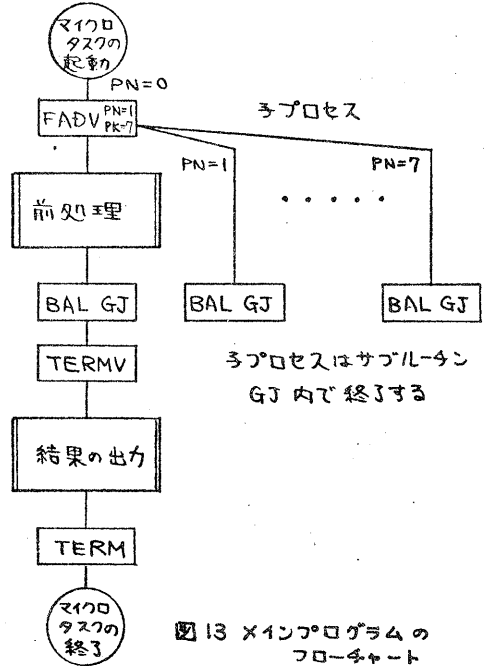 マイクロ
タスクの
起動
PN=0
FADV PN=1
PK=7
子プロセス
PN=1
PN=7
前処理
BAL GJ
BAL GJ
BAL GJ
TERMV
子プロセスはサブルーチン
GJ 内で終了する
結果の出力
TERM
マイクロ
タスクの
終了
図13 メインプログラムの
フローチャート